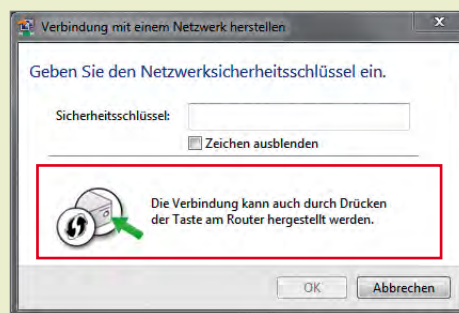 Verbindung mit einem Netzwerk herstellen
Geben Sie den Netzwerksicherheitsschlüssel ein.
Sicherheitsschlüssel:
Zeichen ausblenden
Die Verbindung kann auch durch Drücken
der Taste am Router hergestellt werden.
OK
Abbrechen